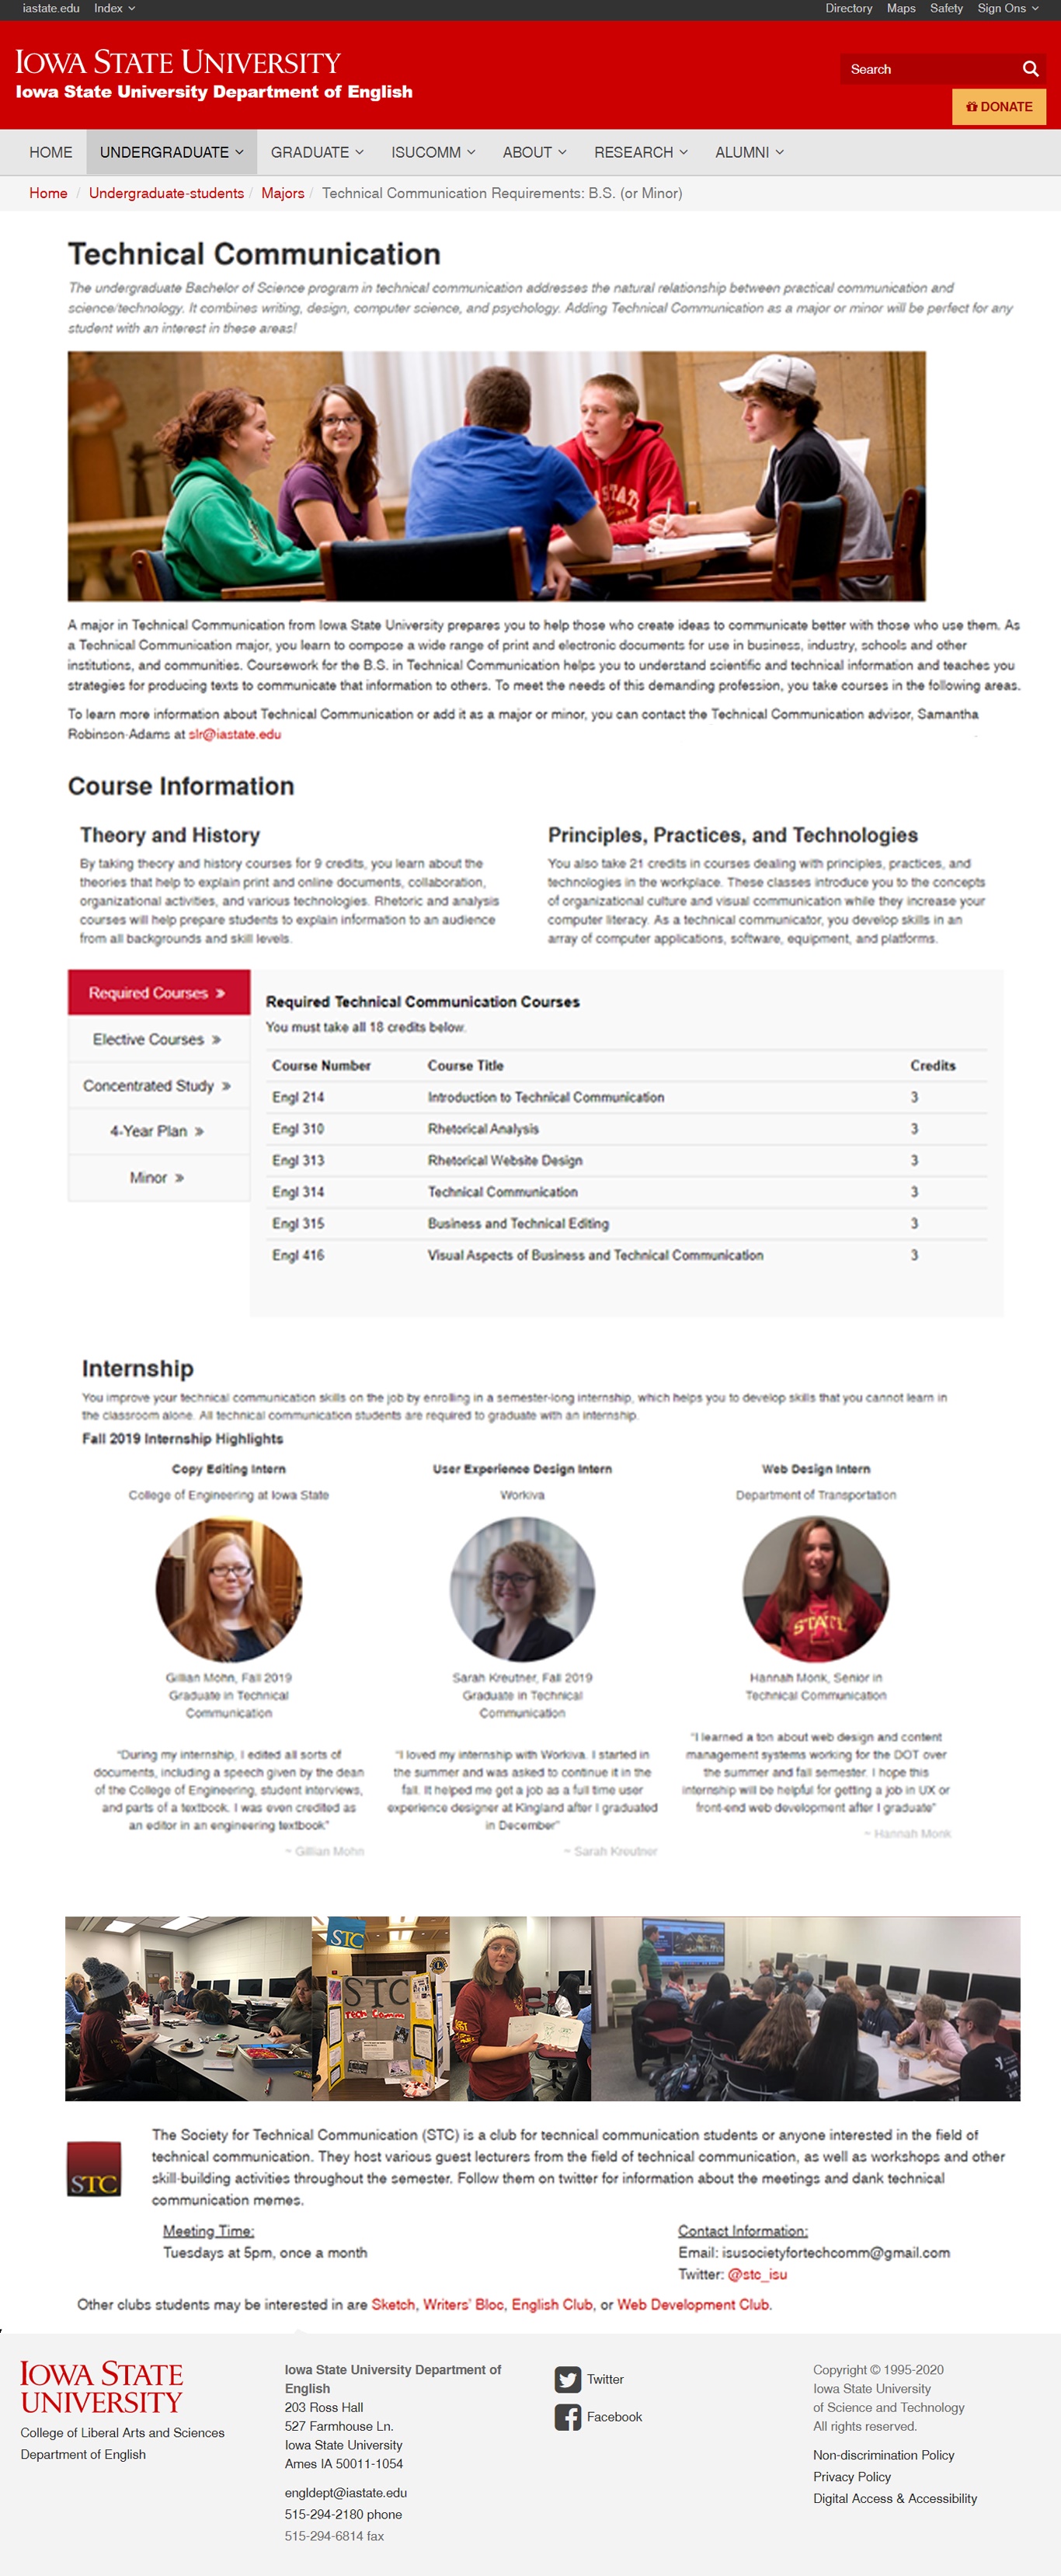 iastate.edu Index
Directory Maps Safety Sign Ons
IOWA STATE UNIVERSITY
Iowa State University Department of English
Search
DONATE
HOME UNDERGRADUATE GRADUATE ISUCOMM ABOUT RESEARCH ALUMNI
Home / Undergraduate-students / Majors / Technical Communication Requirements: B.S. (or Minor)
Technical Communication
The undergraduate Bachelor of Science program in technical communication addresses the natural relationship between practical communication and
science/technology. It combines writing, design, computer science, and psychology. Adding Technical Communication as a major or minor will be perfect for any
student with an interest in these areas!
STATE
A major in Technical Communication from Iowa State University prepares you to help those who create ideas to communicate better with those who use them. As
a Technical Communication major, you learn to compose a wide range of print and electronic documents for use in business, industry, schools and other
institutions, and communities. Coursework for the B.S. in Technical Communication helps you to understand scientific and technical information and teaches you
strategies for producing texts to communicate that information to others. To meet the needs of this demanding profession, you take courses in the following areas.
To learn more information about Technical Communication or add it as a major or minor, you can contact the Technical Communication advisor, Samantha
Robinson-Adams at slr@iastate.edu
Course Information
Theory and History
By taking theory and history courses for 9 credits, you learn about the
theories that help to explain print and online documents, collaboration,
organizational activities, and various technologies. Rhetoric and analysis
courses will help prepare students to explain information to an audience
from all backgrounds and skill levels.
Principles, Practices, and Technologies
You also take 21 credits in courses dealing with principles, practices, and
technologies in the workplace. These classes introduce you to the concepts
of organizational culture and visual communication while they increase your
computer literacy. As a technical communicator, you develop skills in an
array of computer applications, software, equipment, and platforms.
Required Courses »
Elective Courses »
Concentrated Study »
4-Year Plan »
Minor »
Required Technical Communication Courses
You must take all 18 credits below.
Course Number Course Title Credits
Engl 214 Introduction to Technical Communication 3
Engl 310 Rhetorical Analysis 3
Engl 313 Rhetorical Website Design 3
Engl 314 Technical Communication 3
Engl 315 Business and Technical Editing 3
Engl 416 Visual Aspects of Business and Technical Communication 3
Internship
You improve your technical communication skills on the job by enrolling in a semester-long internship, which helps you to develop skills that you cannot learn in
the classroom alone. All technical communication students are required to graduate with an internship.
Fall 2019 Internship Highlights
Copy Editing Intern
College of Engineering at Iowa State
Gillian Mohn, Fall 2019
Graduate in Technical
Communication
"During my internship, I edited all sorts of
documents, including a speech given by the dean
of the College of Engineering, student interviews,
and parts of a textbook. I was even credited as
an editor in an engineering textbook"
~ Gillian Mohn
User Experience Design Intern
Workiva
Sarah Kreutner, Fall 2019
Graduate in Technical
Communication
"I loved my internship with Workiva. I started in
the summer and was asked to continue it in the
fall. It helped me get a job as a full time user
experience designer at Kingland after I graduated
in December"
~ Sarah Kreutner
Web Design Intern
Department of Transportation
STATE
Hannah Monk, Senior in
Technical Communication
"I learned a ton about web design and content
management systems working for the DOT over
the summer and fall semester. I hope this
internship will be helpful for getting a job in UX or
front-end web development after I graduate"
~ Hannah Monk
STC
STC
STC
The Society for Technical Communication (STC) is a club for technical communication students or anyone interested in the field of
technical communication. They host various guest lecturers from the field of technical communication, as well as workshops and other
skill-building activities throughout the semester. Follow them on twitter for information about the meetings and dank technical
communication memes.
Meeting Time:
Tuesdays at 5pm, once a month
Contact Information:
Email: isusocietyfortechcomm@gmail.com
Twitter: @stc_isu
Other clubs students may be interested in are Sketch, Writers' Bloc, English Club, or Web Development Club.
IOWA STATE
UNIVERSITY
College of Liberal Arts and Sciences
Department of English
Iowa State University Department of
English
203 Ross Hall
527 Farmhouse Ln.
Iowa State University
Ames IA 50011-1054
engldept@iastate.edu
515-294-2180 phone
515-294-6814 fax
Twitter
Facebook
Copyright © 1995-2020
Iowa State University
of Science and Technology
All rights reserved.
Non-discrimination Policy
Privacy Policy
Digital Access & Accessibility